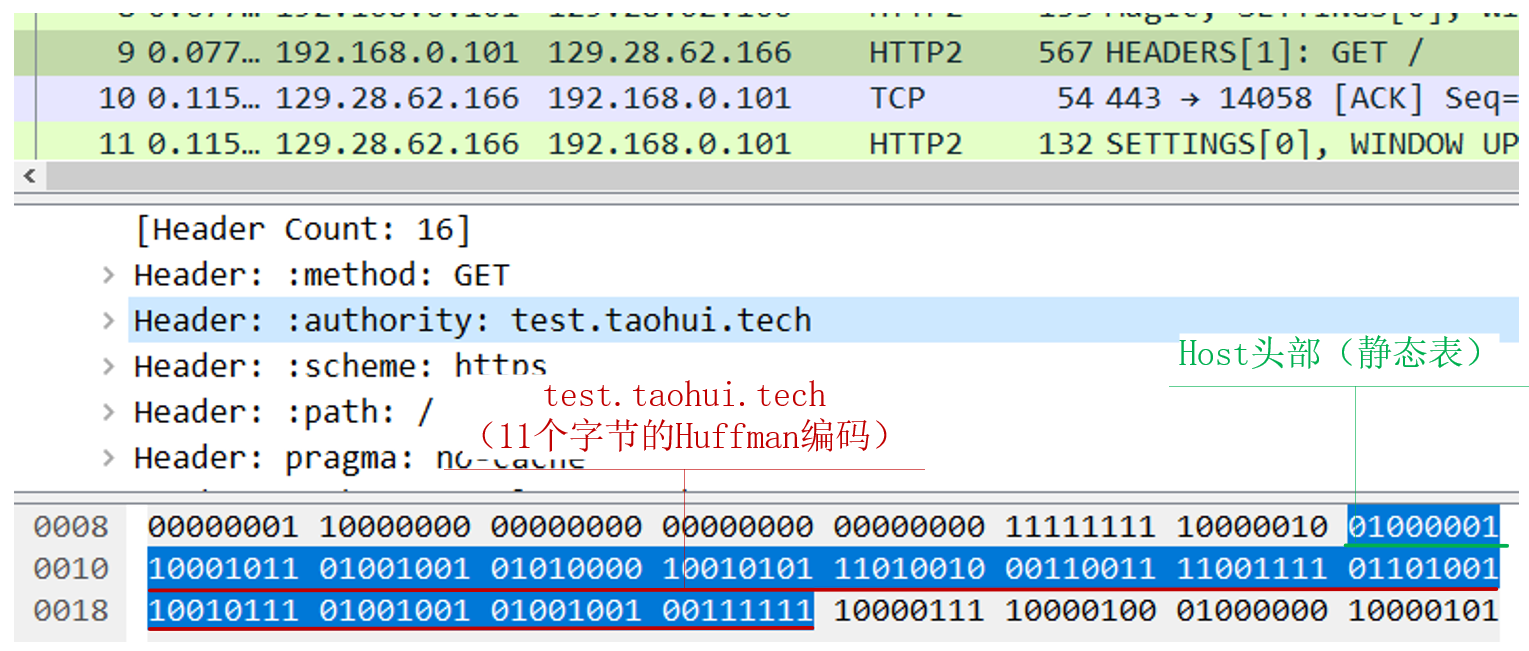 9 0.077… 192.168.0.101 129.28.62.166 HTTP2 567 HEADERS[1]: GET /
10 0.115… 129.28.62.166 192.168.0.101 TCP 54 443 → 14058 [ACK] Seq=
11 0.115… 129.28.62.166 192.168.0.101 HTTP2 132 SETTINGS[0], WINDOW UP
[Header Count: 16]
Header: :method: GET
Header: :authority: test.taohui.tech
Host头部（静态表）
Header: :scheme: https
test.taohui.tech
Header: :path: /
（11个字节的Huffman编码）
Header: pragma: no-cache
0008 00000001 10000000 00000000 00000000 00000000 11111111 10000010 01000001
0010 10001011 01001001 01010000 10010101 11010010 00110011 11001111 01101001
0018 10010111 01001001 01001001 00111111 10000111 10000100 01000000 10000101